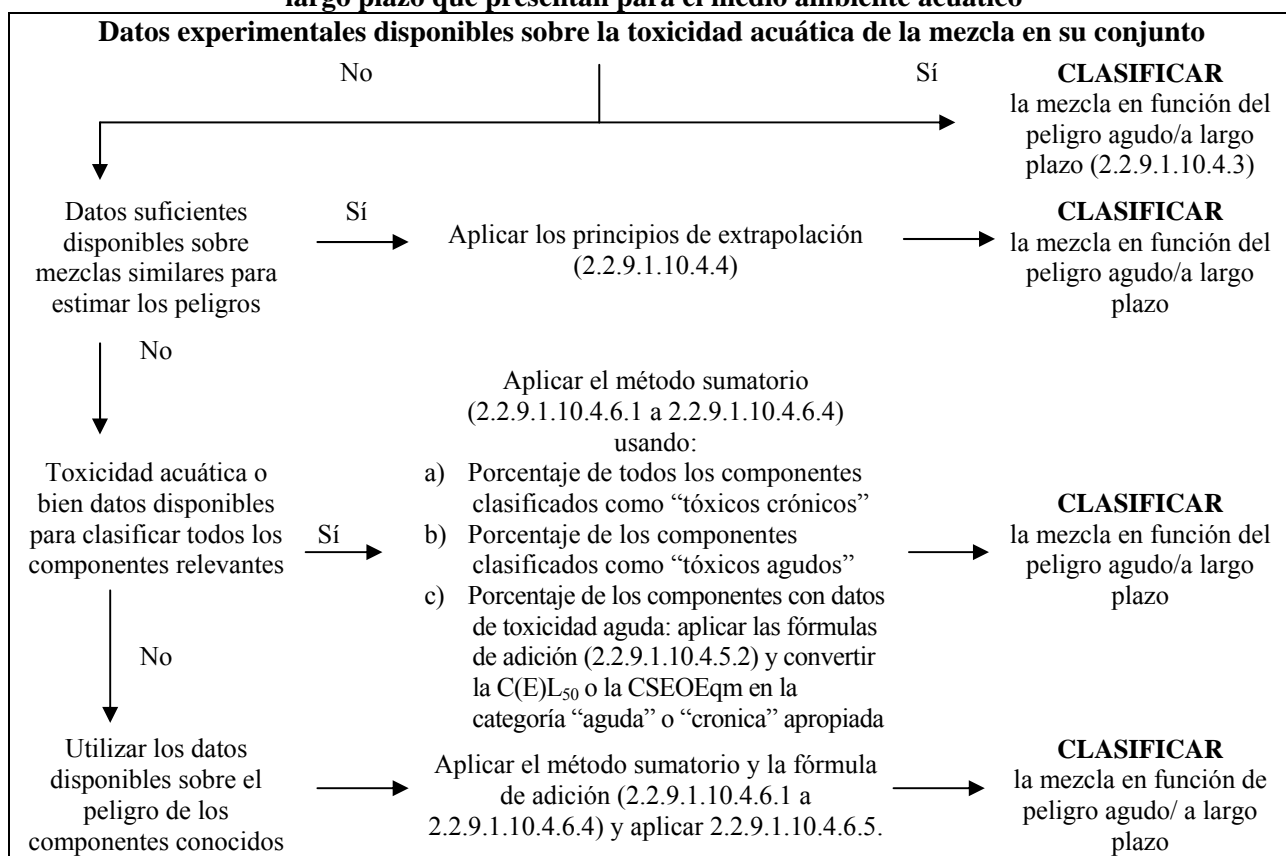 largo plazo que presentan para el medio ambiente acuático
Datos experimentales disponibles sobre la toxicidad acuática de la mezcla en su conjunto
No
Sí
CLASIFICAR
la mezcla en función del
peligro agudo/a largo
plazo (2.2.9.1.10.4.3)
Datos suficientes
disponibles sobre
mezclas similares para
estimar los peligros
Sí
Aplicar los principios de extrapolación
(2.2.9.1.10.4.4)
CLASIFICAR
la mezcla en función del
peligro agudo/a largo
plazo
No
Toxicidad acuática o
bien datos disponibles
para clasificar todos los
componentes relevantes
Sí
Aplicar el método sumatorio
(2.2.9.1.10.4.6.1 a 2.2.9.1.10.4.6.4)
usando:
a) Porcentaje de todos los componentes
clasificados como “tóxicos crónicos”
b) Porcentaje de los componentes
clasificados como “tóxicos agudos”
c) Porcentaje de los componentes con datos
de toxicidad aguda: aplicar las fórmulas
de adición (2.2.9.1.10.4.5.2) y convertir
la C(E)L50 o la CSEOEqm en la
categoría “aguda” o “cronica” apropiada
CLASIFICAR
la mezcla en función del
peligro agudo/a largo
plazo
No
Utilizar los datos
disponibles sobre el
peligro de los
componentes conocidos
Aplicar el método sumatorio y la fórmula
de adición (2.2.9.1.10.4.6.1 a
2.2.9.1.10.4.6.4) y aplicar 2.2.9.1.10.4.6.5.
CLASIFICAR
la mezcla en función de
peligro agudo/ a largo
plazo